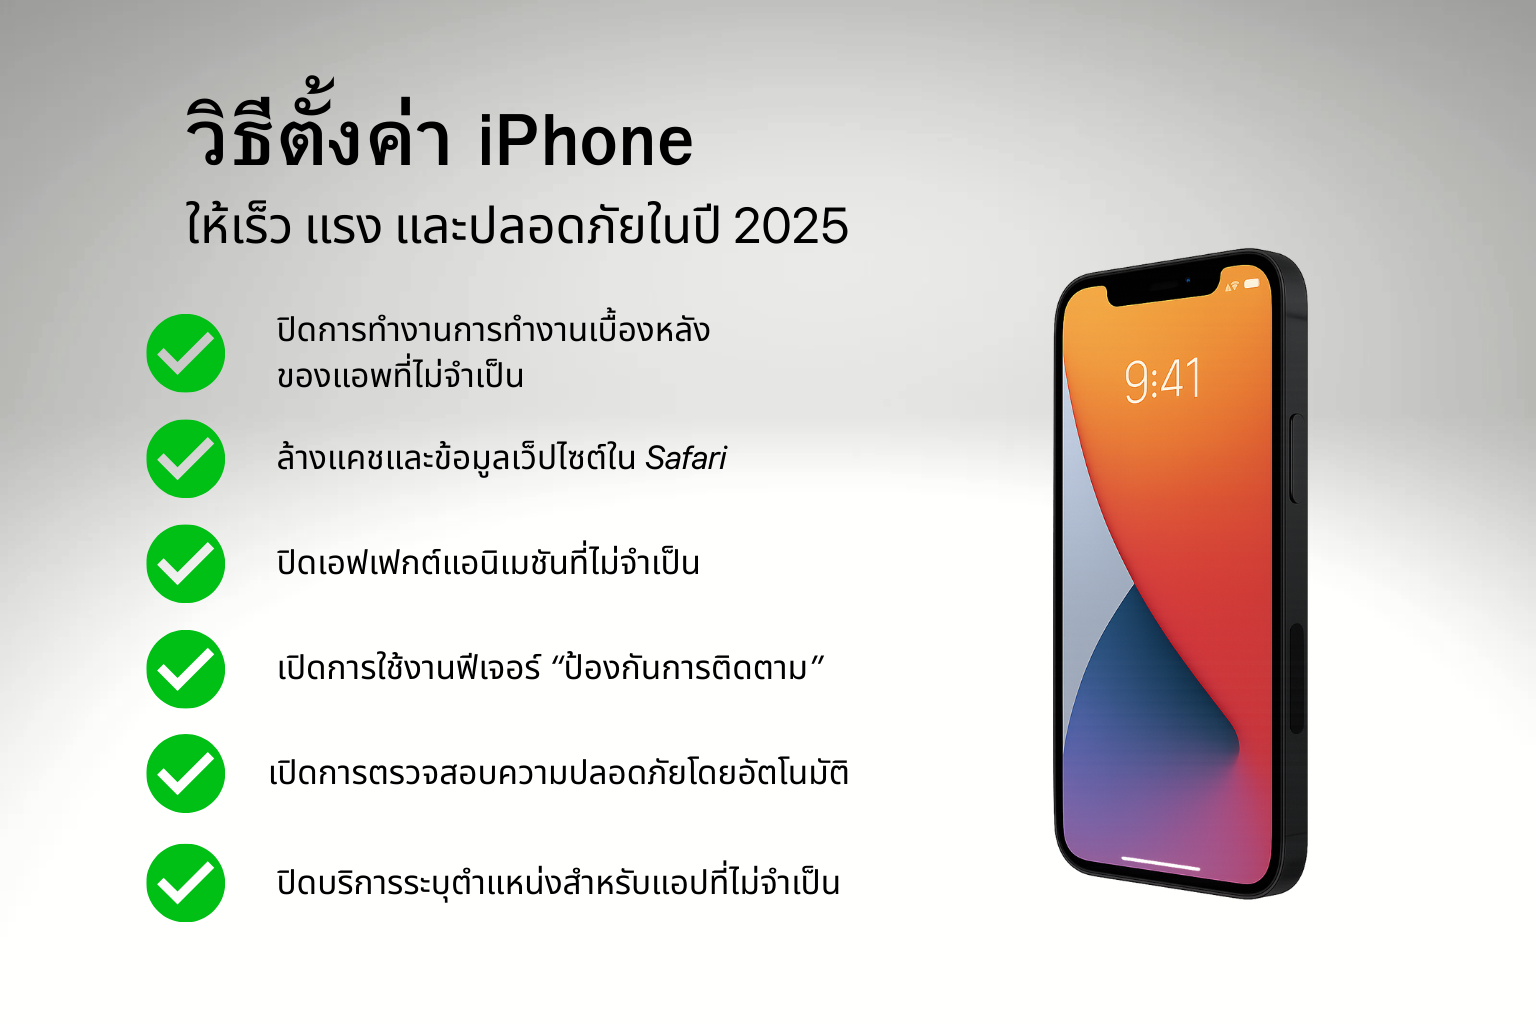 วิธีตั้งค่า iPhone
ให้เร็ว แรง และปลอดภัยในปี 2025
ปิดการทำงานการทำงานเบื้องหลัง
ของแอพที่ไม่จำเป็น
ล้างแคชและข้อมูลเว็ปไซต์ใน Safari
ปิดเอฟเฟกต์แอนิเมชันที่ไม่จำเป็น
เปิดการใช้งานฟีเจอร์ “ป้องกันการติดตาม”
เปิดการตรวจสอบความปลอดภัยโดยอัตโนมัติ
ปิดบริการระบุตำแหน่งสำหรับแอปที่ไม่จำเป็น
9:41